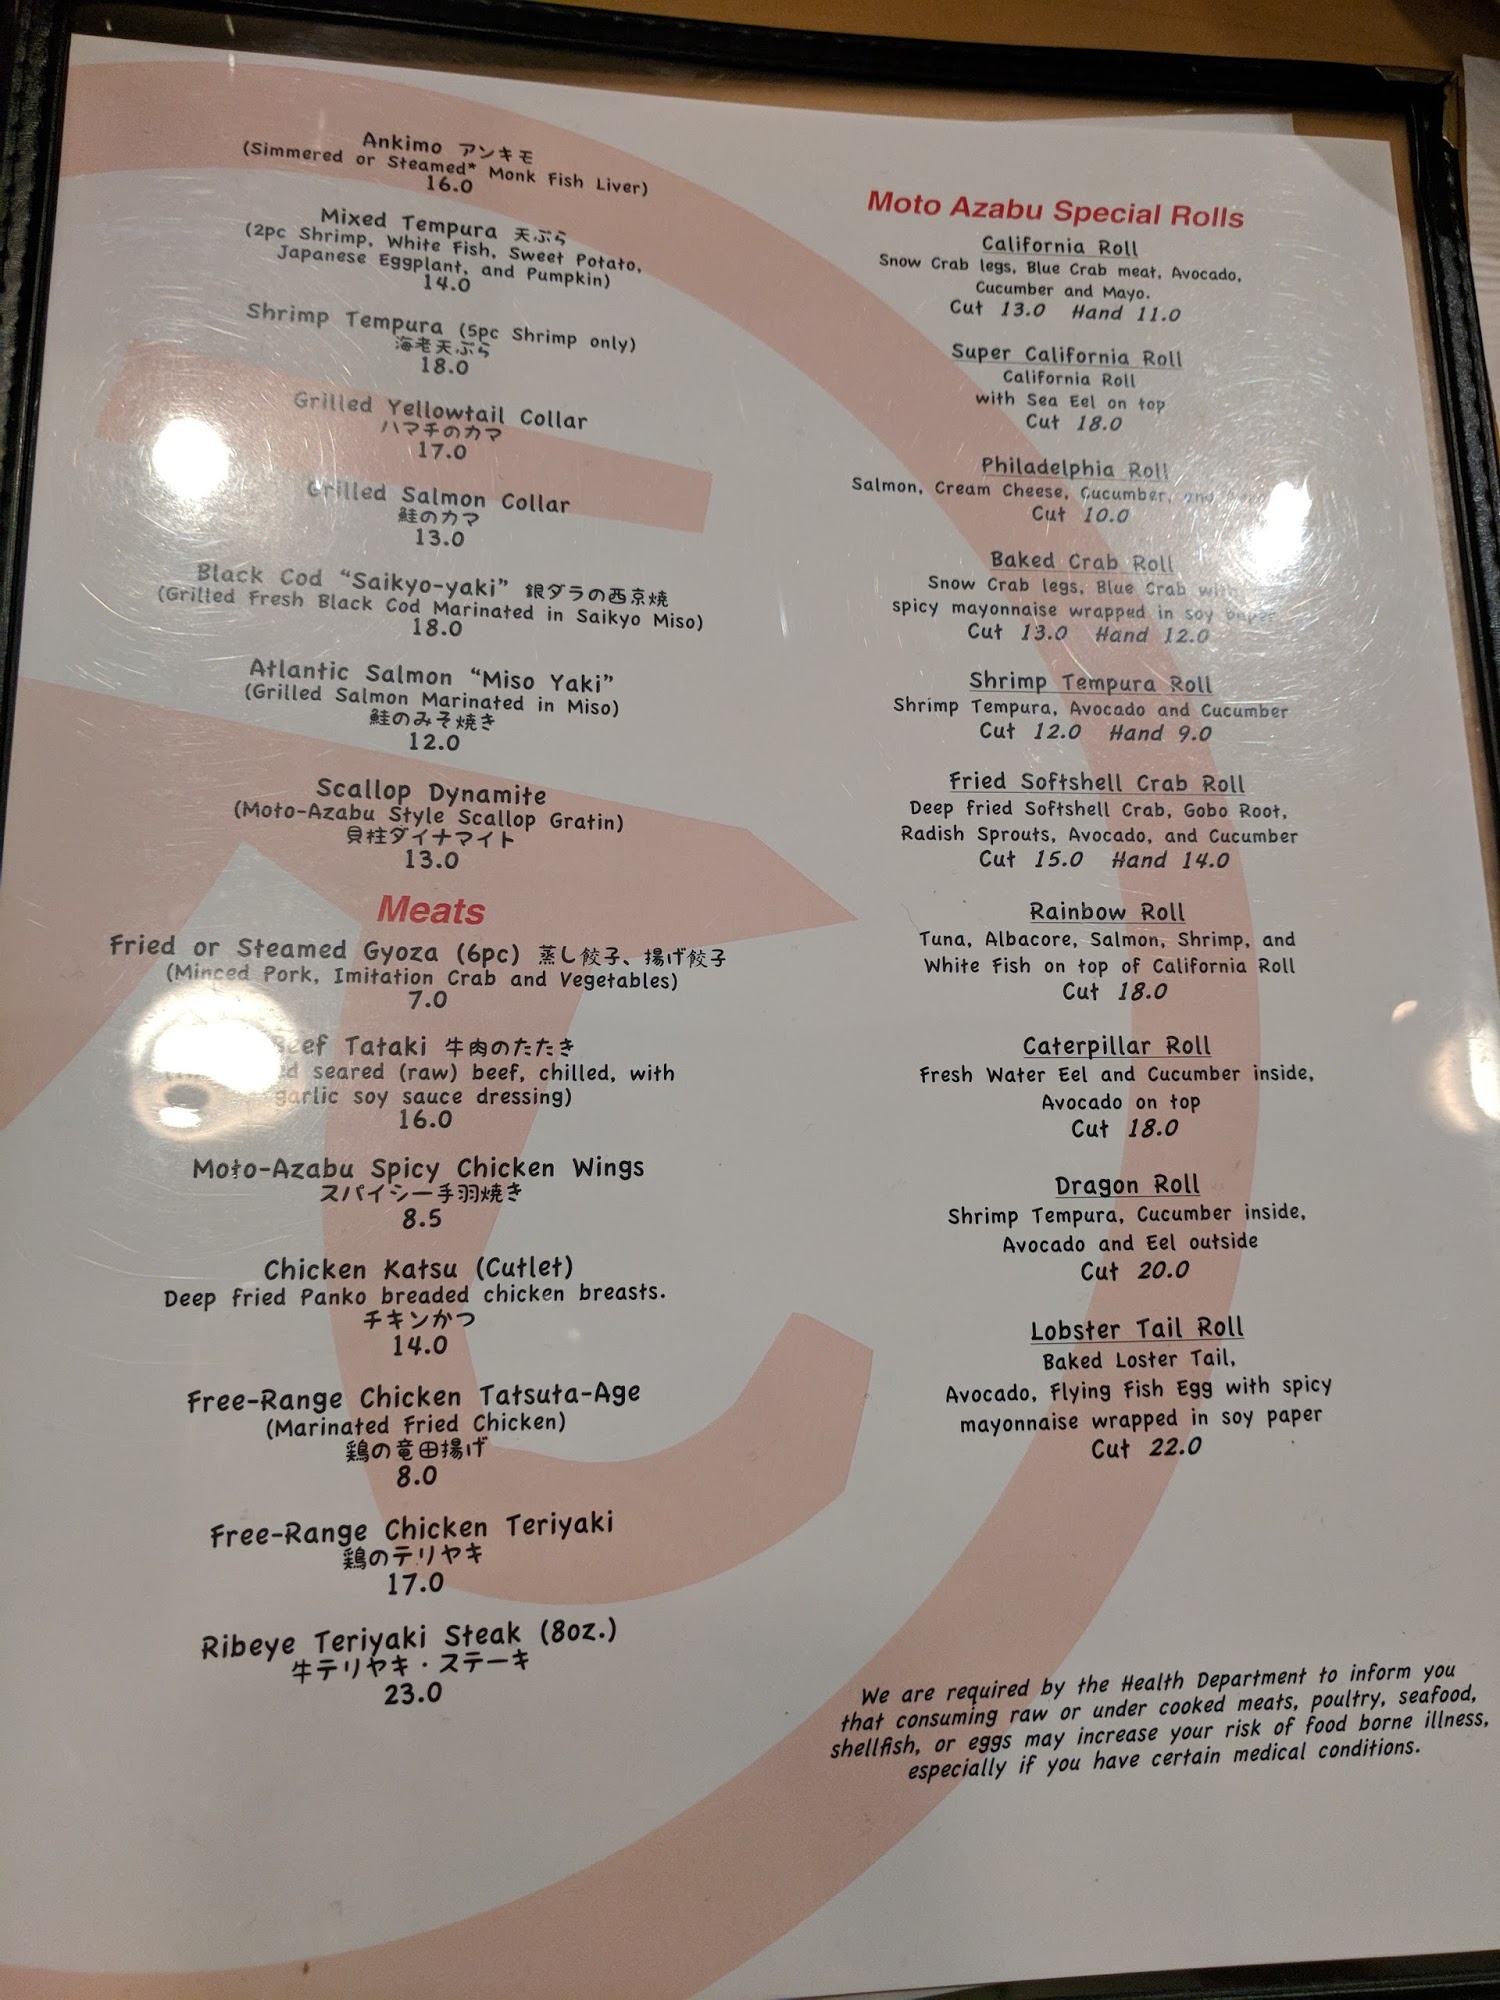 Ankimo アンキモ
(Simmered or Steamed* Monk Fish Liver)
16.0
Mixed Tempura 天ぷら
(2pc Shrimp, White Fish, Sweet Potato,
Japanese Eggplant, and Pumpkin)
14.0
Shrimp Tempura (5pc Shrimp only)
海老天ぷら
18.0
Grilled Yellowtail Collar
ハマチのカマ
17.0
Grilled Salmon Collar
鮭のカマ
13.0
Black Cod “Saikyo-yaki” 銀ダラの西京焼
(Grilled Fresh Black Cod Marinated in Saikyo Miso)
18.0
Atlantic Salmon “Miso Yaki”
(Grilled Salmon Marinated in Miso)
鮭のみそ焼き
12.0
Scallop Dynamite
(Moto-Azabu Style Scallop Gratin)
貝柱ダイナマイト
13.0
Meats
Fried or Steamed Gyoza (6pc) 蒸し餃子、揚げ餃子
(Minced Pork, Imitation Crab and Vegetables)
7.0
Beef Tataki 牛肉のたたき
seared (raw) beef, chilled, with
garlic soy sauce dressing)
16.0
Moto-Azabu Spicy Chicken Wings
スパイシー手羽焼き
8.5
Chicken Katsu (Cutlet)
Deep fried Panko breaded chicken breasts.
チキンかつ
14.0
Free-Range Chicken Tatsuta-Age
(Marinated Fried Chicken)
鶏の竜田揚げ
8.0
Free-Range Chicken Teriyaki
鶏のテリヤキ
17.0
Ribeye Teriyaki Steak (8oz.)
牛テリヤキ・ステーキ
23.0
Moto Azabu Special Rolls
California Roll
Snow Crab legs, Blue Crab meat, Avocado,
Cucumber and Mayo.
Cut 13.0 Hand 11.0
Super California Roll
California Roll
with Sea Eel on top
Cut 18.0
Philadelphia Roll
Salmon, Cream Cheese, Cucumber, and
Cut 10.0
Baked Crab Roll
Snow Crab legs, Blue Crab with
spicy mayonnaise wrapped in soy paper
Cut 13.0 Hand 12.0
Shrimp Tempura Roll
Shrimp Tempura, Avocado and Cucumber
Cut 12.0 Hand 9.0
Fried Softshell Crab Roll
Deep fried Softshell Crab, Gobo Root,
Radish Sprouts, Avocado, and Cucumber
Cut 15.0 Hand 14.0
Rainbow Roll
Tuna, Albacore, Salmon, Shrimp, and
White Fish on top of California Roll
Cut 18.0
Caterpillar Roll
Fresh Water Eel and Cucumber inside,
Avocado on top
Cut 18.0
Dragon Roll
Shrimp Tempura, Cucumber inside,
Avocado and Eel outside
Cut 20.0
Lobster Tail Roll
Baked Loster Tail,
Avocado, Flying Fish Egg with spicy
mayonnaise wrapped in soy paper
Cut 22.0
We are required by the Health Department to inform you
that consuming raw or under cooked meats, poultry, seafood,
shellfish, or eggs may increase your risk of food borne illness,
especially if you have certain medical conditions.